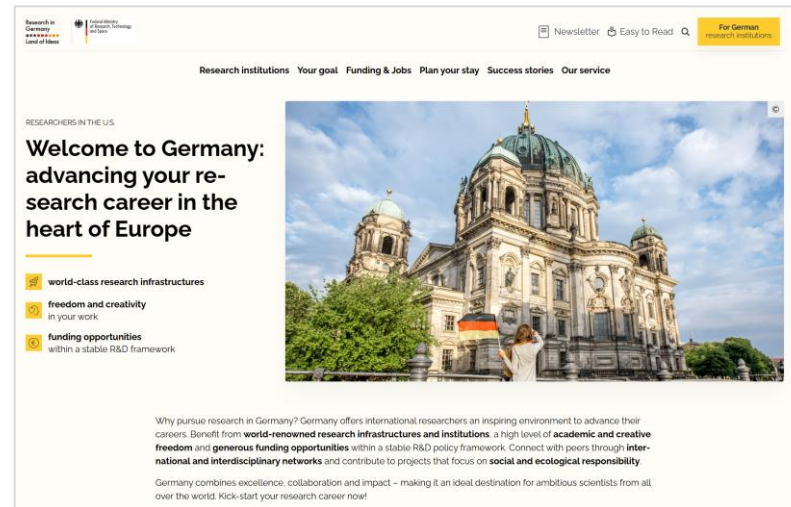 Research in
Germany
Land of Ideas
Federal Ministry
of Research, Technology
and Space
Newsletter
Easy to Read
For German
research institutions
Research institutions Your goal Funding & Jobs Plan your stay Success stories Our service
©
RESEARCHERS IN THE U.S.
Welcome to Germany:
advancing your re-
search career in the
heart of Europe
world-class research infrastructures
freedom and creativity
in your work
funding opportunities
within a stable R&D framework
Why pursue research in Germany? Germany offers international researchers an inspiring environment to advance their
careers. Benefit from world-renowned research infrastructures and institutions, a high level of academic and creative
freedom and generous funding opportunities within a stable R&D policy framework. Connect with peers through inter-
national and interdisciplinary networks and contribute to projects that focus on social and ecological responsibility.
Germany combines excellence, collaboration and impact – making it an ideal destination for ambitious scientists from all
over the world. Kick-start your research career now!